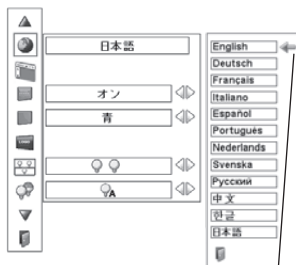 日本語
オン
青
A
English
Deutsch
Français
Italiano
Español
Português
Nederlands
Svenska
Русский
中文
한글
日本語